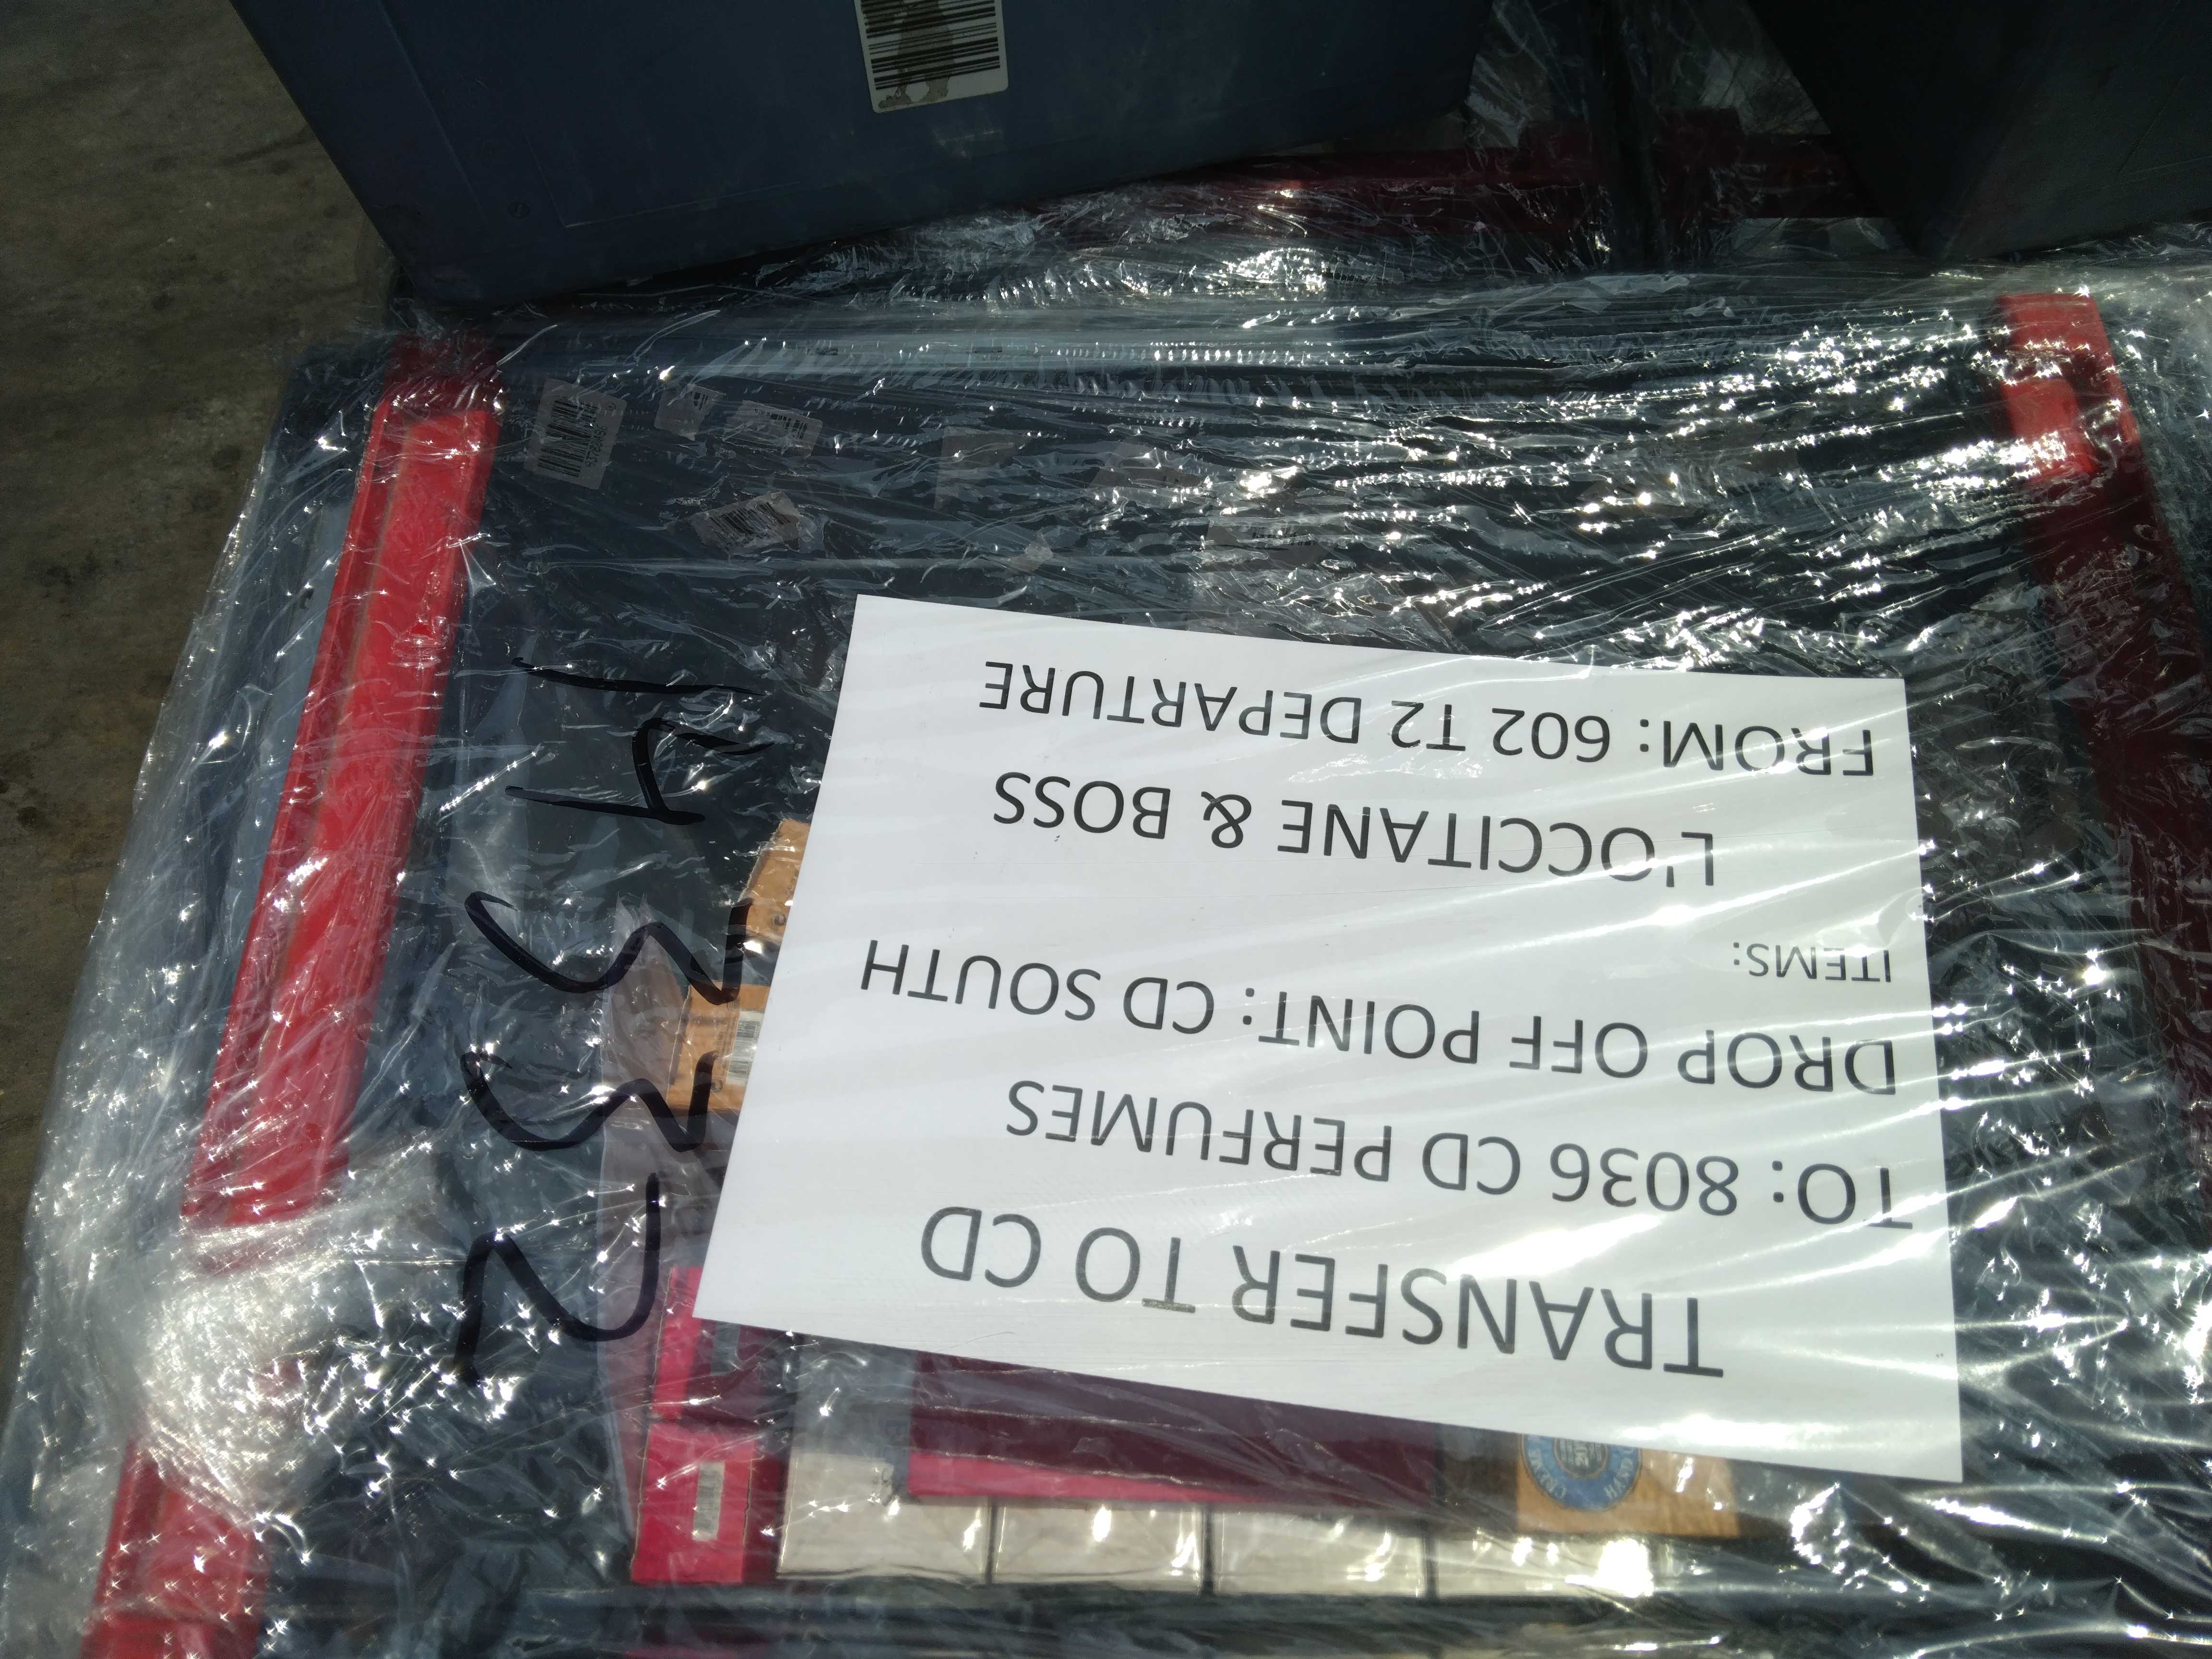 TRANSFER TO CD
TO: 8036 CD PERFUMES
DROP OFF POINT: CD SOUTH
ITEMS:
L'OCCITANE & BOSS
FROM: 602 T2 DEPARTURE
14332